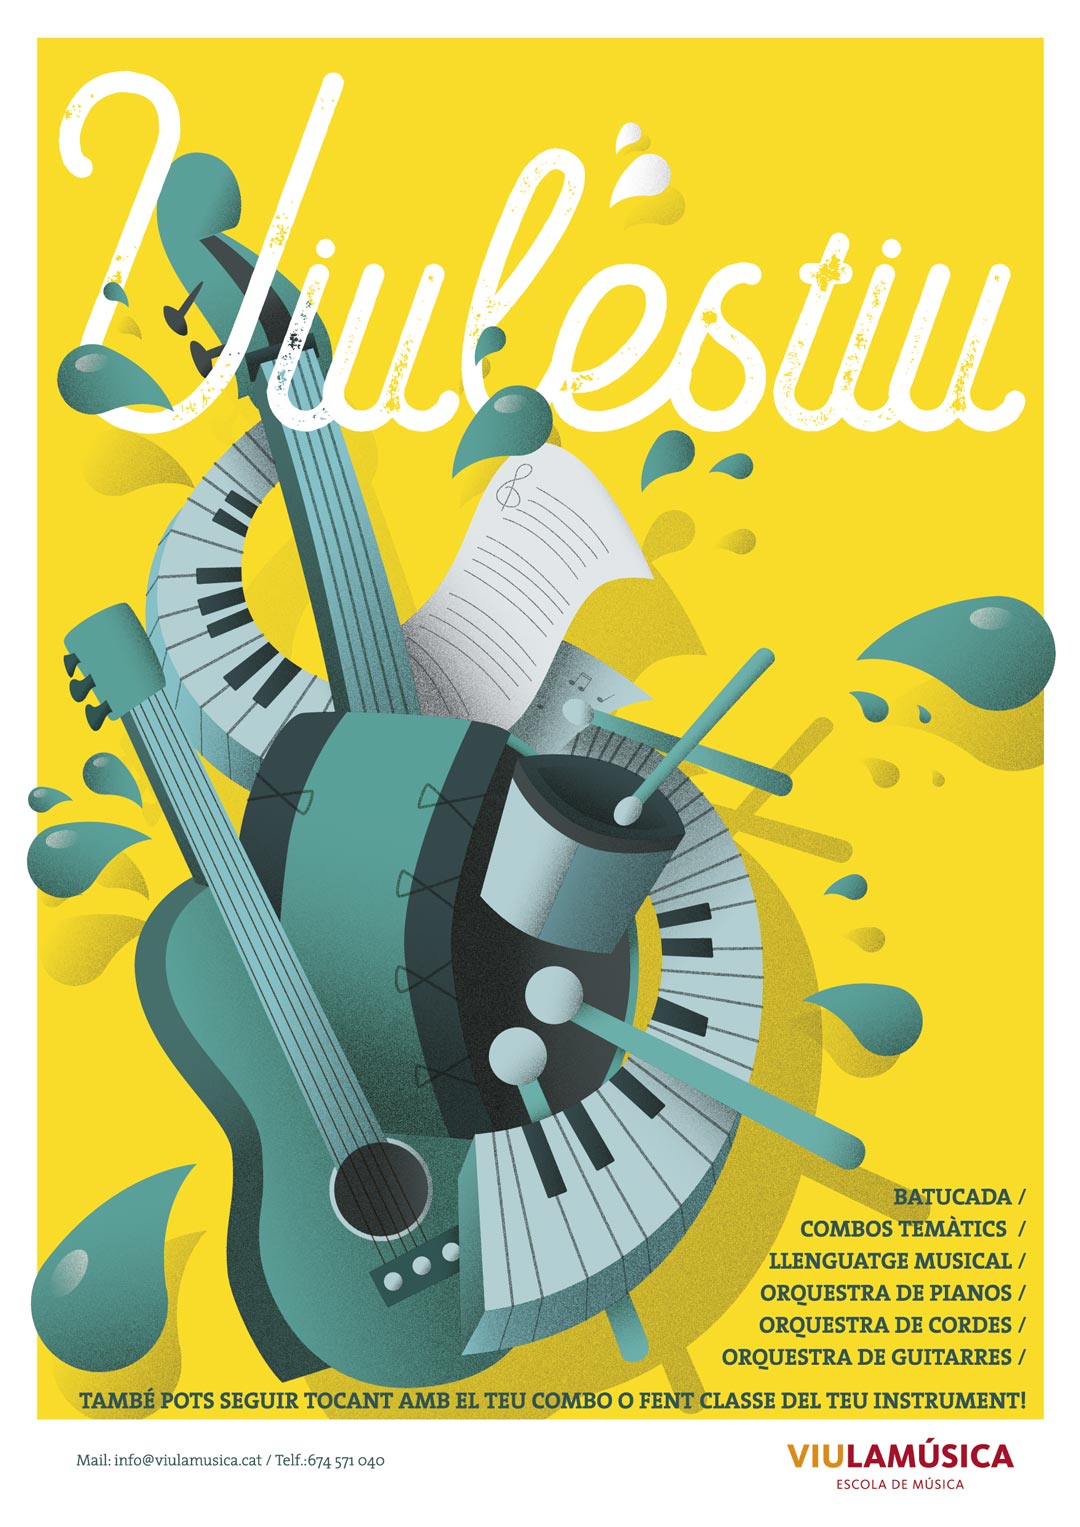 Viulestiu
BATUCADA /
COMBOS TEMÀTICS /
LLENGUATGE MUSICAL /
ORQUESTRA DE PIANOS /
ORQUESTRA DE CORDES /
ORQUESTRA DE GUITARRES /
TAMBÉ POTS SEGUIR TOCANT AMB EL TEU COMBO O FENT CLASSE DEL TEU INSTRUMENT!
Mail: info@viulamusica.cat / Telf.:674 571 040
VIULAMÚSICA
ESCOLA DE MÚSICA